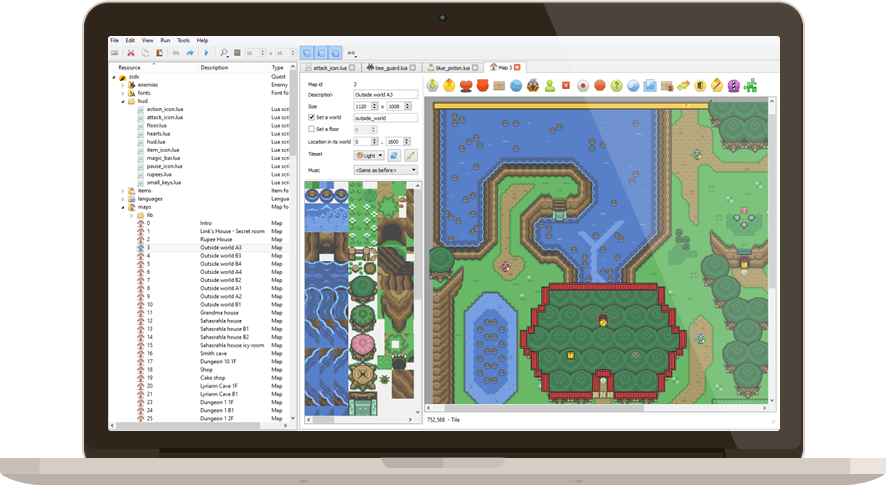 File Edit View Run Tools Help
16 x 16
Resource Description Type
attack_icon.lua bee_guard.lua blue_potion.lua Map 3
zsdx Quest
enemies Enemy
fonts Font fo
hud
action_icon.lua Lua scri
attack_icon.lua Lua scri
floor.lua Lua scri
hearts.lua Lua scri
hud.lua Lua scri
item_icon.lua Lua scri
magic_bar.lua Lua scri
pause_icon.lua Lua scri
rupees.lua Lua scri
small_keys.lua Lua scri
items Item fo
languages Langua
maps Map fo
lib
0 Intro Map
1 Link's House - Secret room Map
2 Rupee House Map
3 Outside world A3 Map
4 Outside world B3 Map
5 Outside world B4 Map
6 Outside world A4 Map
7 Outside world B2 Map
8 Outside world A1 Map
9 Outside world A2 Map
10 Outside world B1 Map
11 Grandma house Map
12 Sahasrahla house Map
13 Sahasrahla house B1 Map
14 Sahasrahla house B2 Map
15 Sahasrahla house icy room Map
16 Smith cave Map
17 Dungeon 10 1F Map
18 Shop Map
19 Cake shop Map
20 Lyriann Cave 1F Map
21 Lyriann Cave B1 Map
23 Dungeon 1 1F Map
24 Dungeon 1 B1 Map
25 Dungeon 1 2F Map
Map id 3
Description Outside world A3
Size 1120 x 1008
Set a world outside_world
Set a floor 0
Location in its world 0 , 1600
Tileset Light
Music <Same as before>
752,568 - Tile